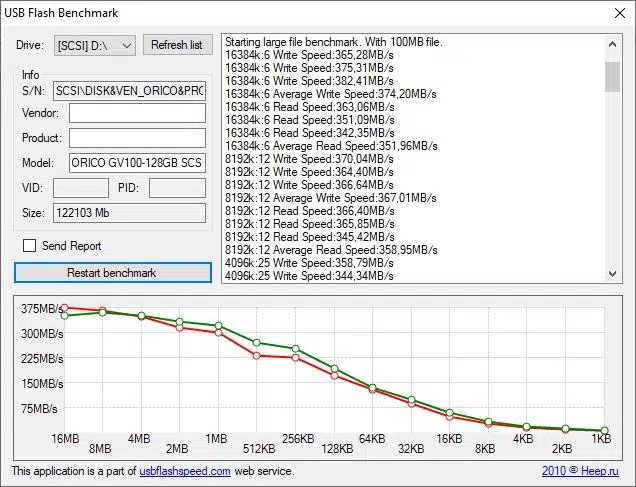 USB Flash Benchmark
Drive: [SCSI] D:\ Refresh list
Info
S/N: SCSI\DISK&VEN_ORICO&PRO
Vendor:
Product:
Model: ORICO GV100-128GB SCS
VID: PID:
Size: 122103 Mb
Send Report
Restart benchmark
Starting large file benchmark. With 100MB file.
16384k:6 Write Speed:365,28MB/s
16384k:6 Write Speed:375,31MB/s
16384k:6 Write Speed:382,41MB/s
16384k:6 Average Write Speed:374,20MB/s
16384k:6 Read Speed:363,06MB/s
16384k:6 Read Speed:351,09MB/s
16384k:6 Read Speed:342,35MB/s
16384k:6 Average Read Speed:351,96MB/s
8192k:12 Write Speed:370,04MB/s
8192k:12 Write Speed:364,40MB/s
8192k:12 Write Speed:366,64MB/s
8192k:12 Average Write Speed:367,01MB/s
8192k:12 Read Speed:366,40MB/s
8192k:12 Read Speed:365,85MB/s
8192k:12 Read Speed:345,42MB/s
8192k:12 Average Read Speed:358,95MB/s
4096k:25 Write Speed:358,79MB/s
4096k:25 Write Speed:344,34MB/s
375MB/s
300MB/s
225MB/s
150MB/s
75MB/s
16MB 4MB 1MB 256KB 64KB 16KB 4KB 1KB
8MB 2MB 512KB 128KB 32KB 8KB 2KB
This application is a part of usbflashspeed.com web service. 2010 © Heep.ru